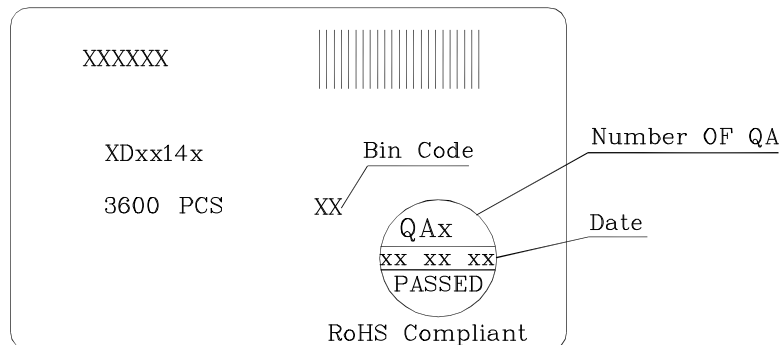 XXXXXX
Number OF QA
XDxx14x
Bin Code
3600 PCS
XX
QAx
Date
xx xx xx
PASSED
RoHS Compliant